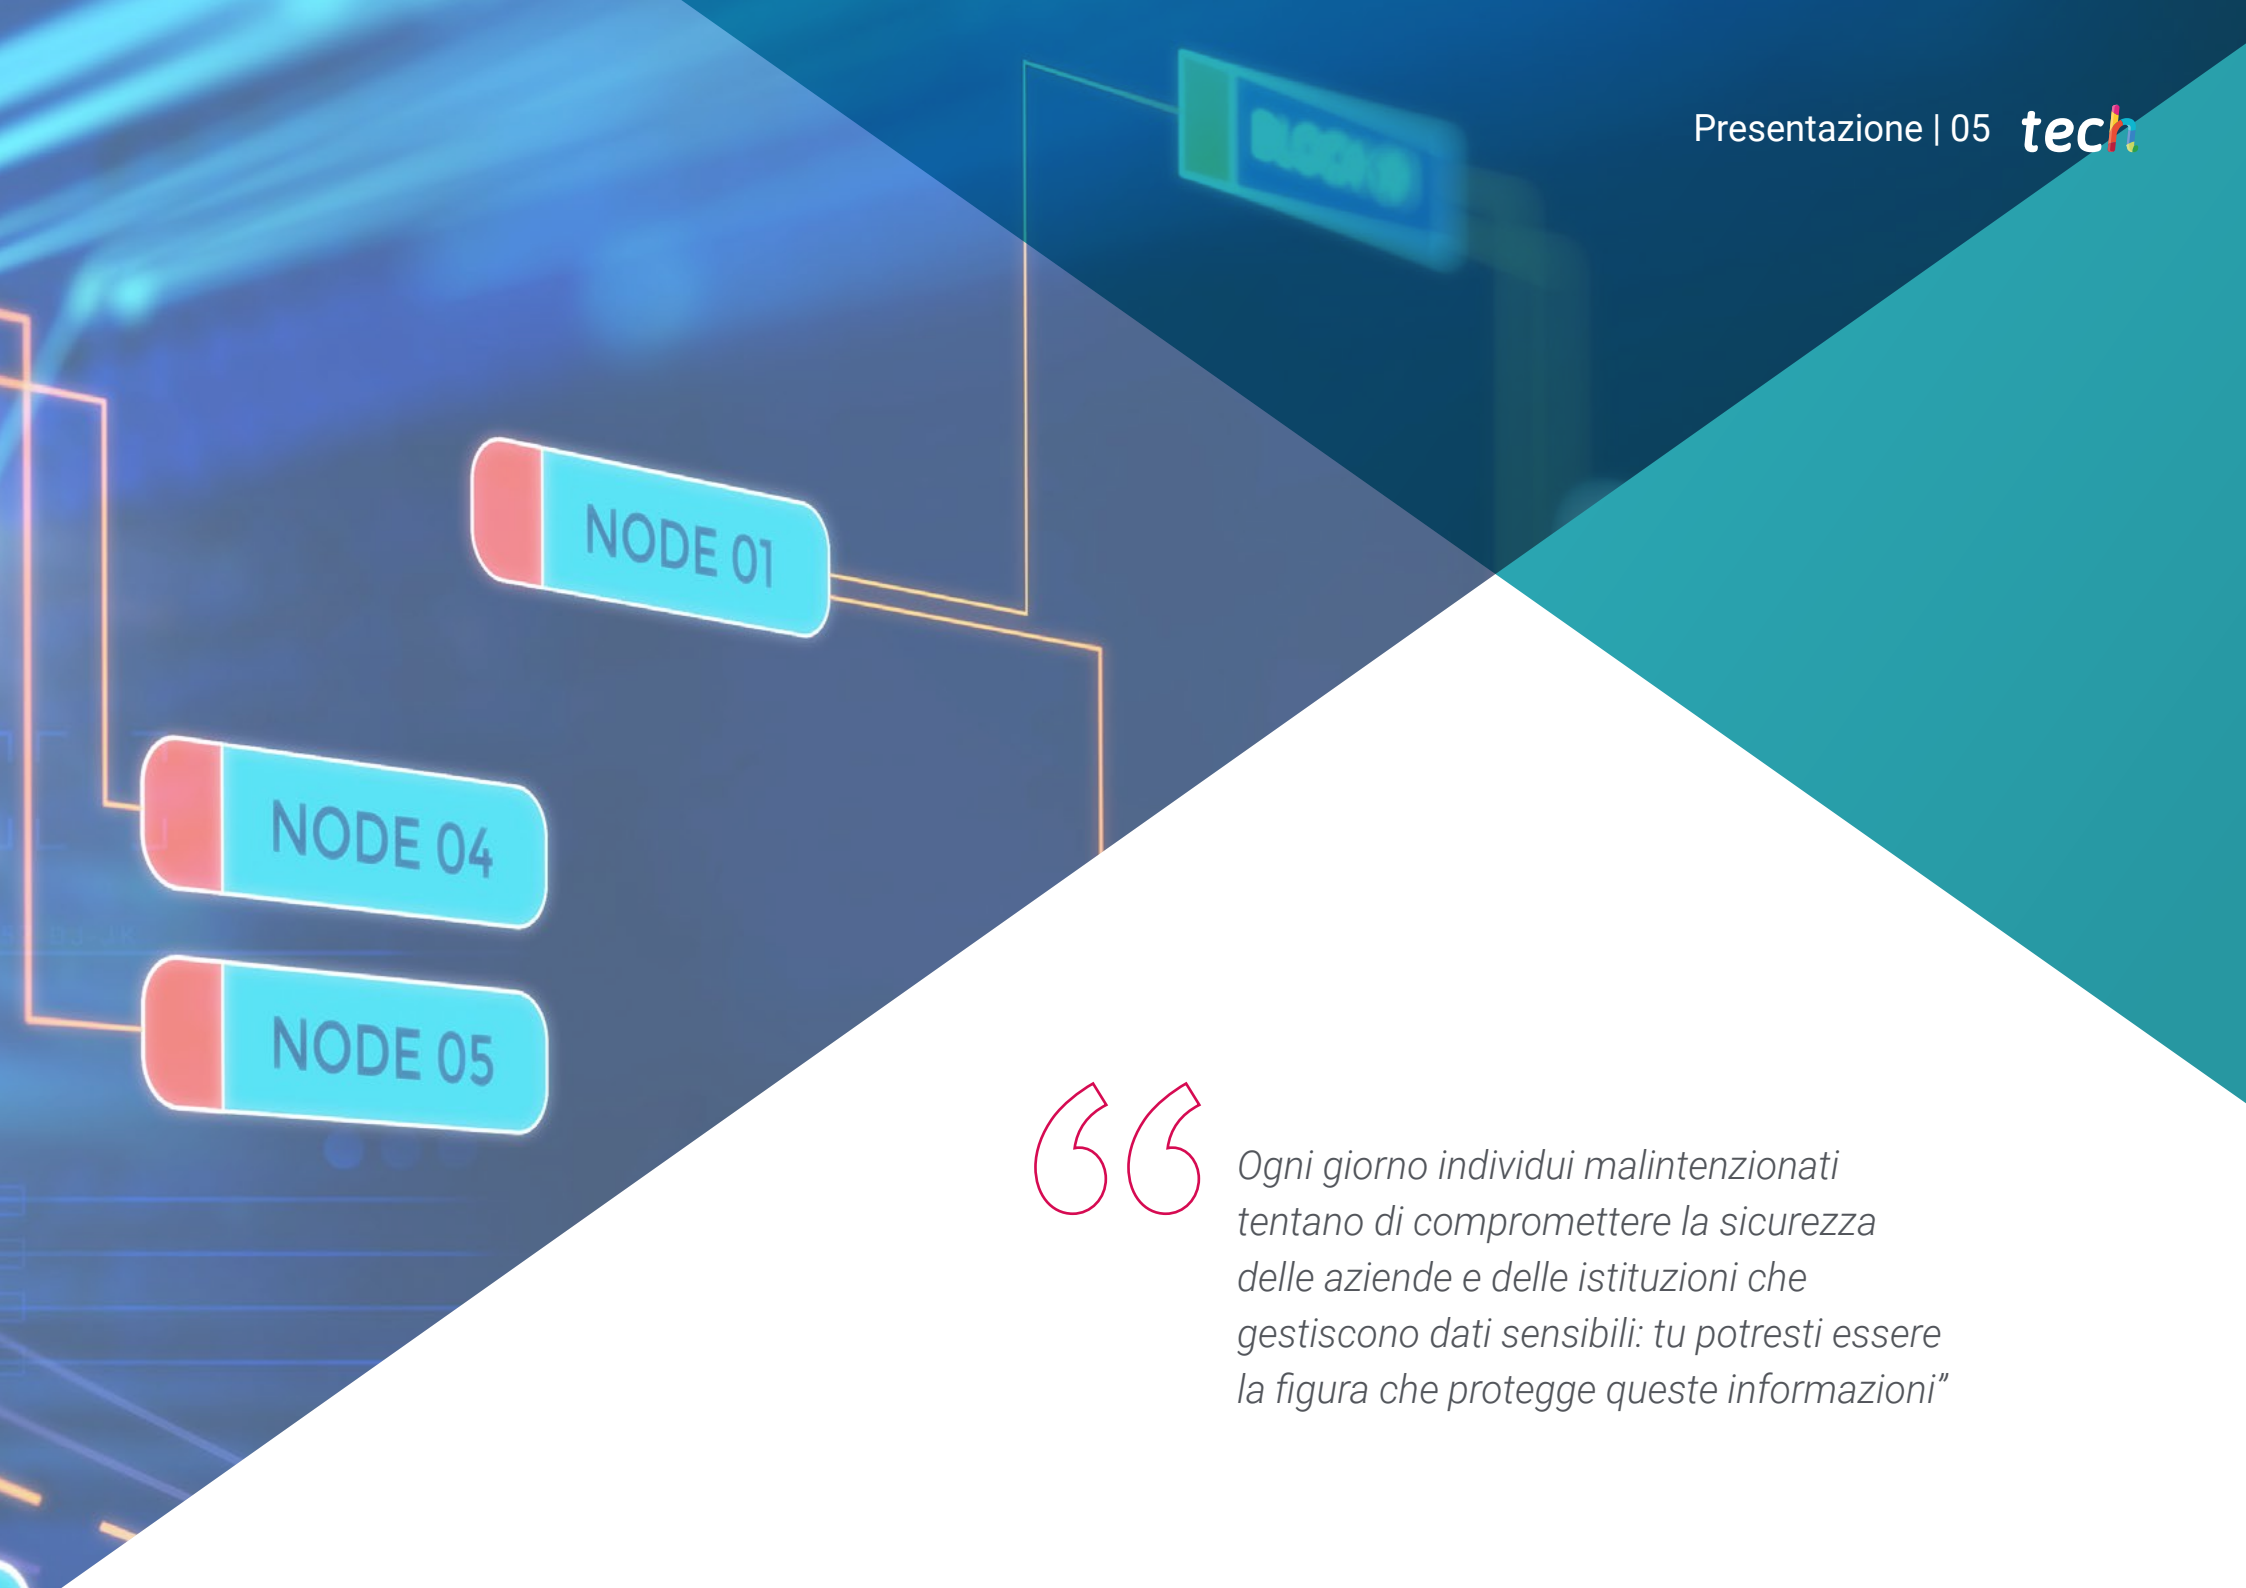 Presentazione | 05 tech
NODE 01
NODE 04
NODE 05
“Ogni giorno individui malintenzionati
tentano di compromettere la sicurezza
delle aziende e delle istituzioni che
gestiscono dati sensibili: tu potresti essere
la figura che protegge queste informazioni”